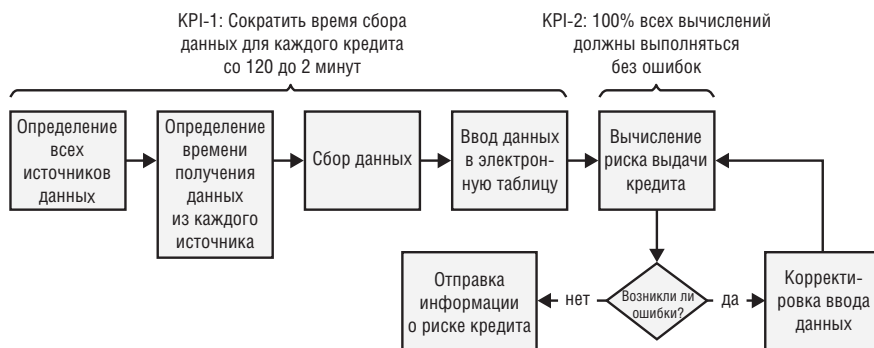 KPI-1: Сократить время сбора
данных для каждого кредита
со 120 до 2 минут
KPI-2: 100% всех вычислений
должны выполняться
без ошибок
Определение
всех
источников
данных
Определение
времени
получения
данных
из каждого
источника
Сбор данных
Ввод данных
в электрон-
ную таблицу
Вычисление
риска выдачи
кредита
Отправка
информации
о риске кредита
нет
Возникли ли
ошибки?
да
Корректи-
ровка ввода
данных